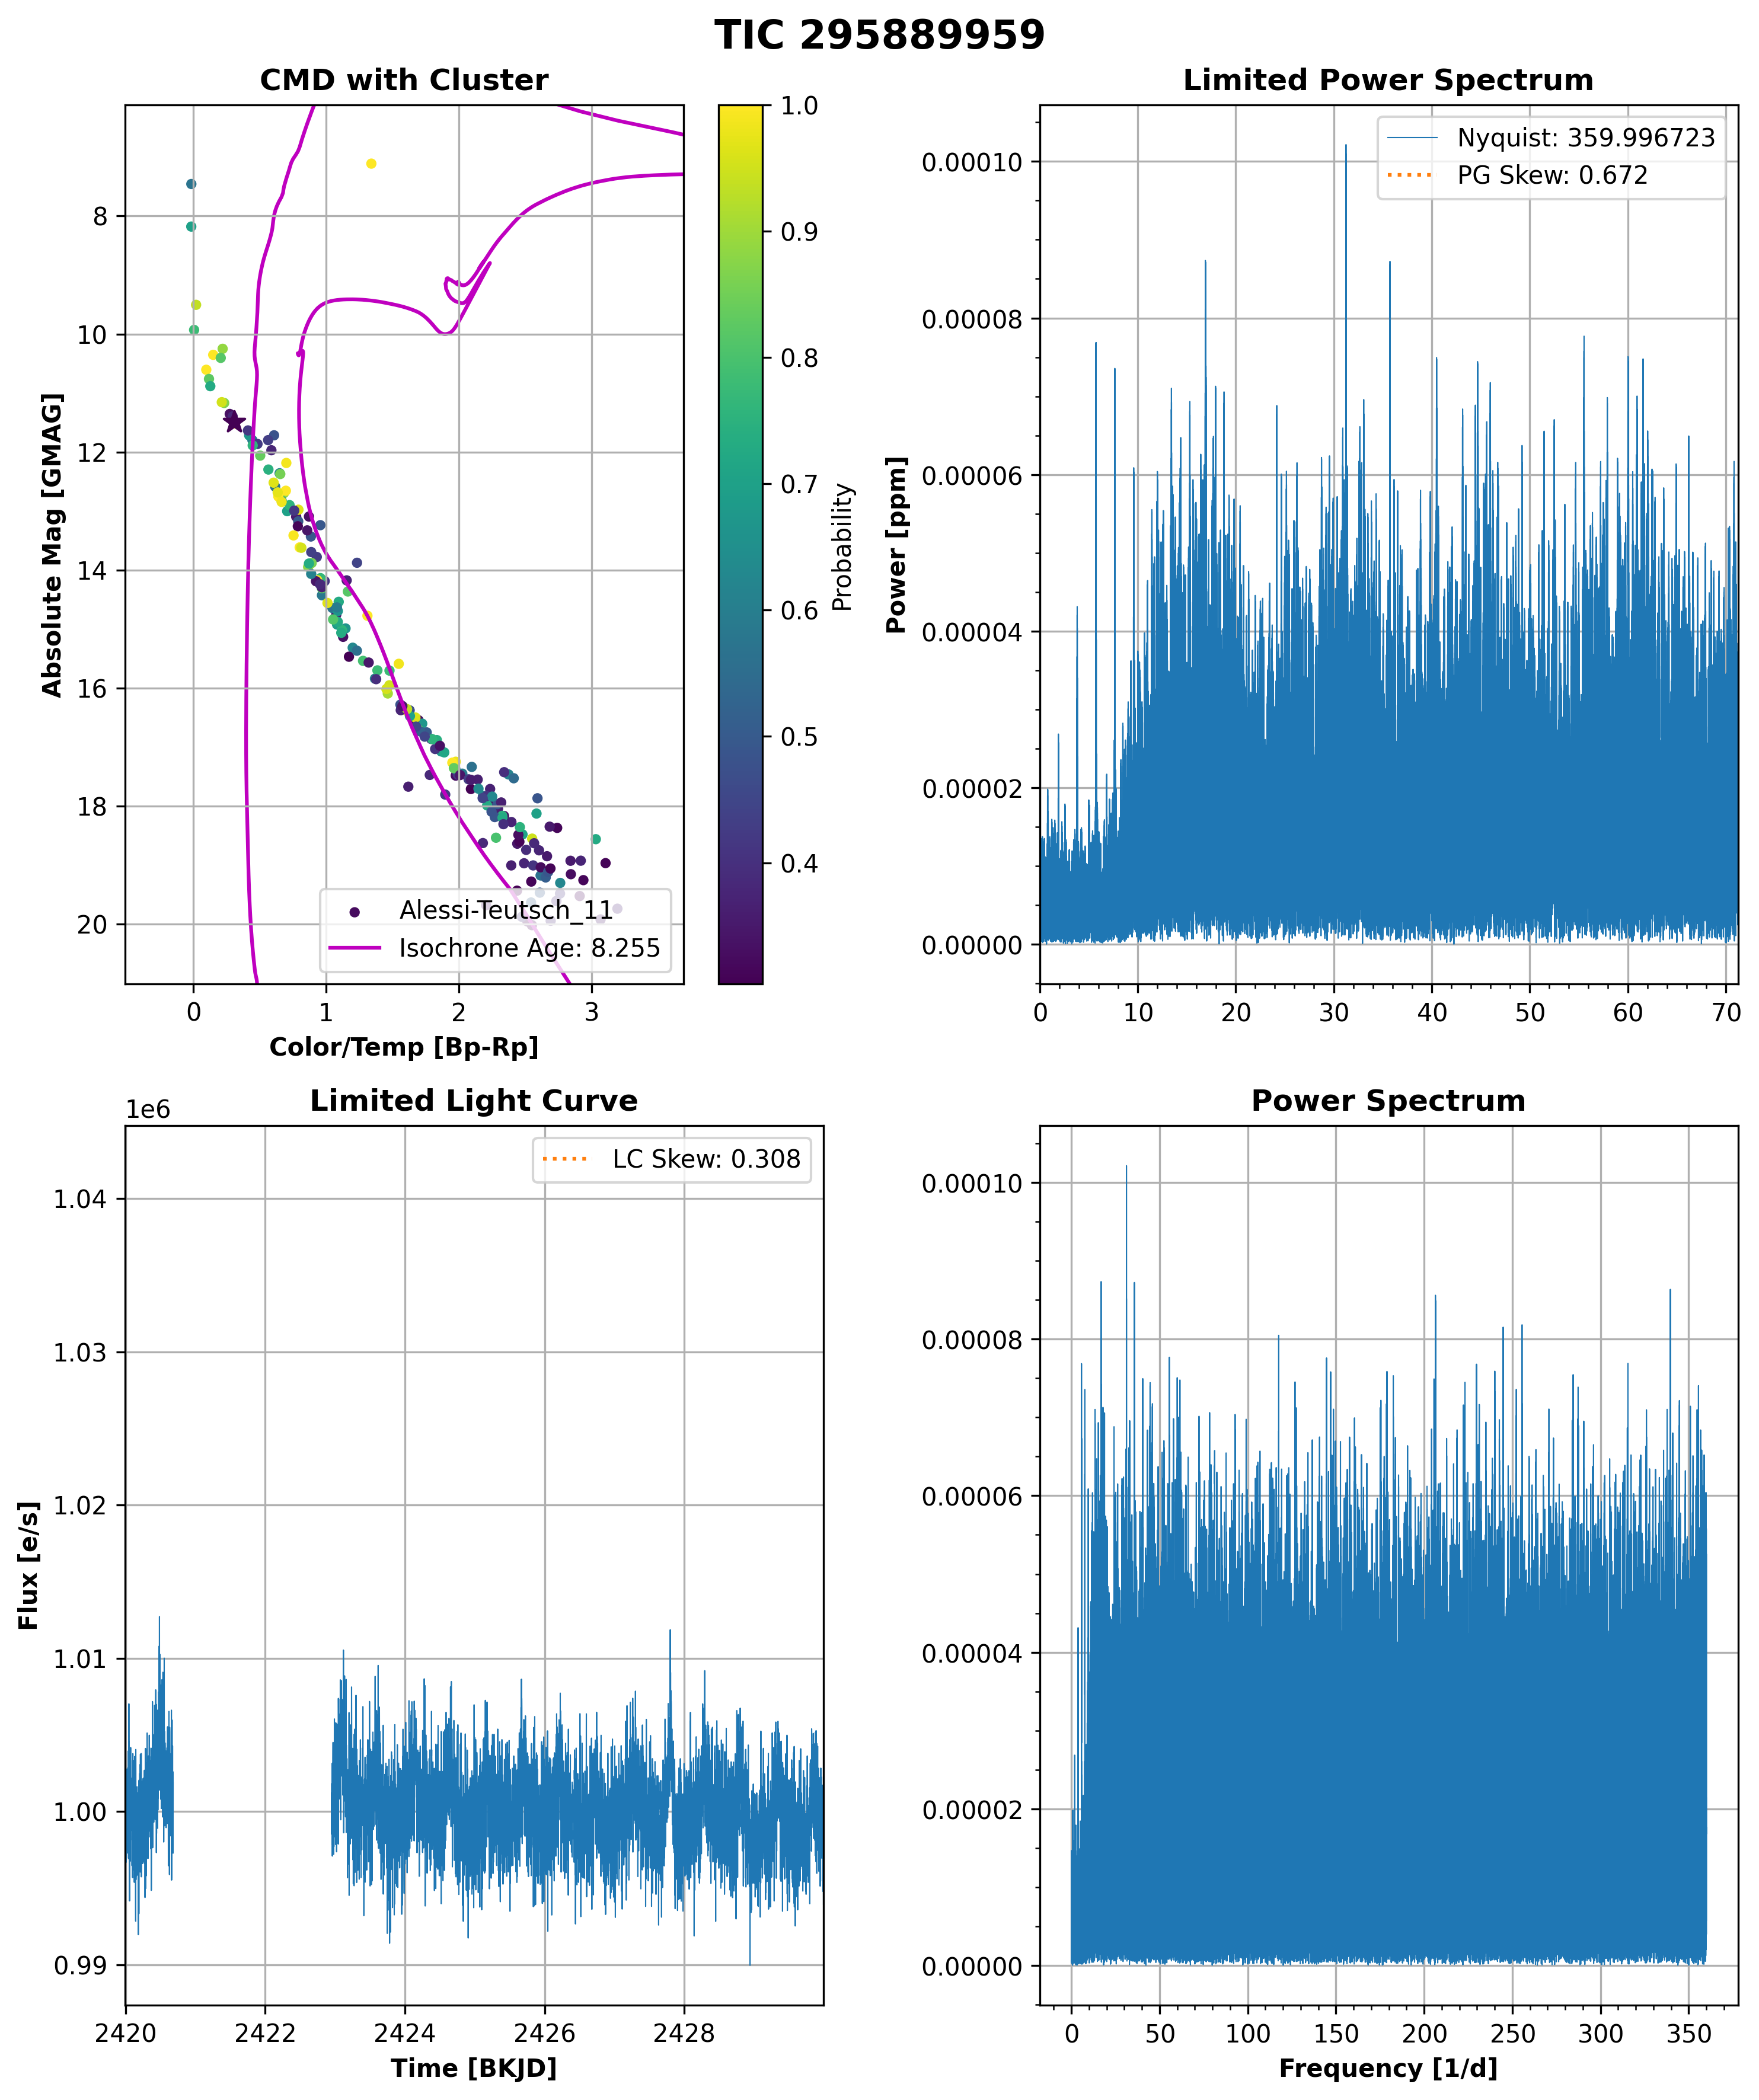 TIC 295889959
CMD with Cluster
8
10
12
14
16
18
20
Absolute Mag [GMAG]
0
1
2
3
Color/Temp [Bp-Rp]
Alessi-Teutsch_11
Isochrone Age: 8.255
1.0
0.9
0.8
0.7
0.6
0.5
0.4
Probability
Limited Power Spectrum
Nyquist: 359.996723
PG Skew: 0.672
0.00010
0.00008
0.00006
0.00004
0.00002
0.00000
Power [ppm]
0 10 20 30 40 50 60 70
Limited Light Curve
1e6
LC Skew: 0.308
1.04
1.03
1.02
1.01
1.00
0.99
Flux [e/s]
2420 2422 2424 2426 2428
Time [BKJD]
Power Spectrum
0.00010
0.00008
0.00006
0.00004
0.00002
0.00000
0 50 100 150 200 250 300 350
Frequency [1/d]